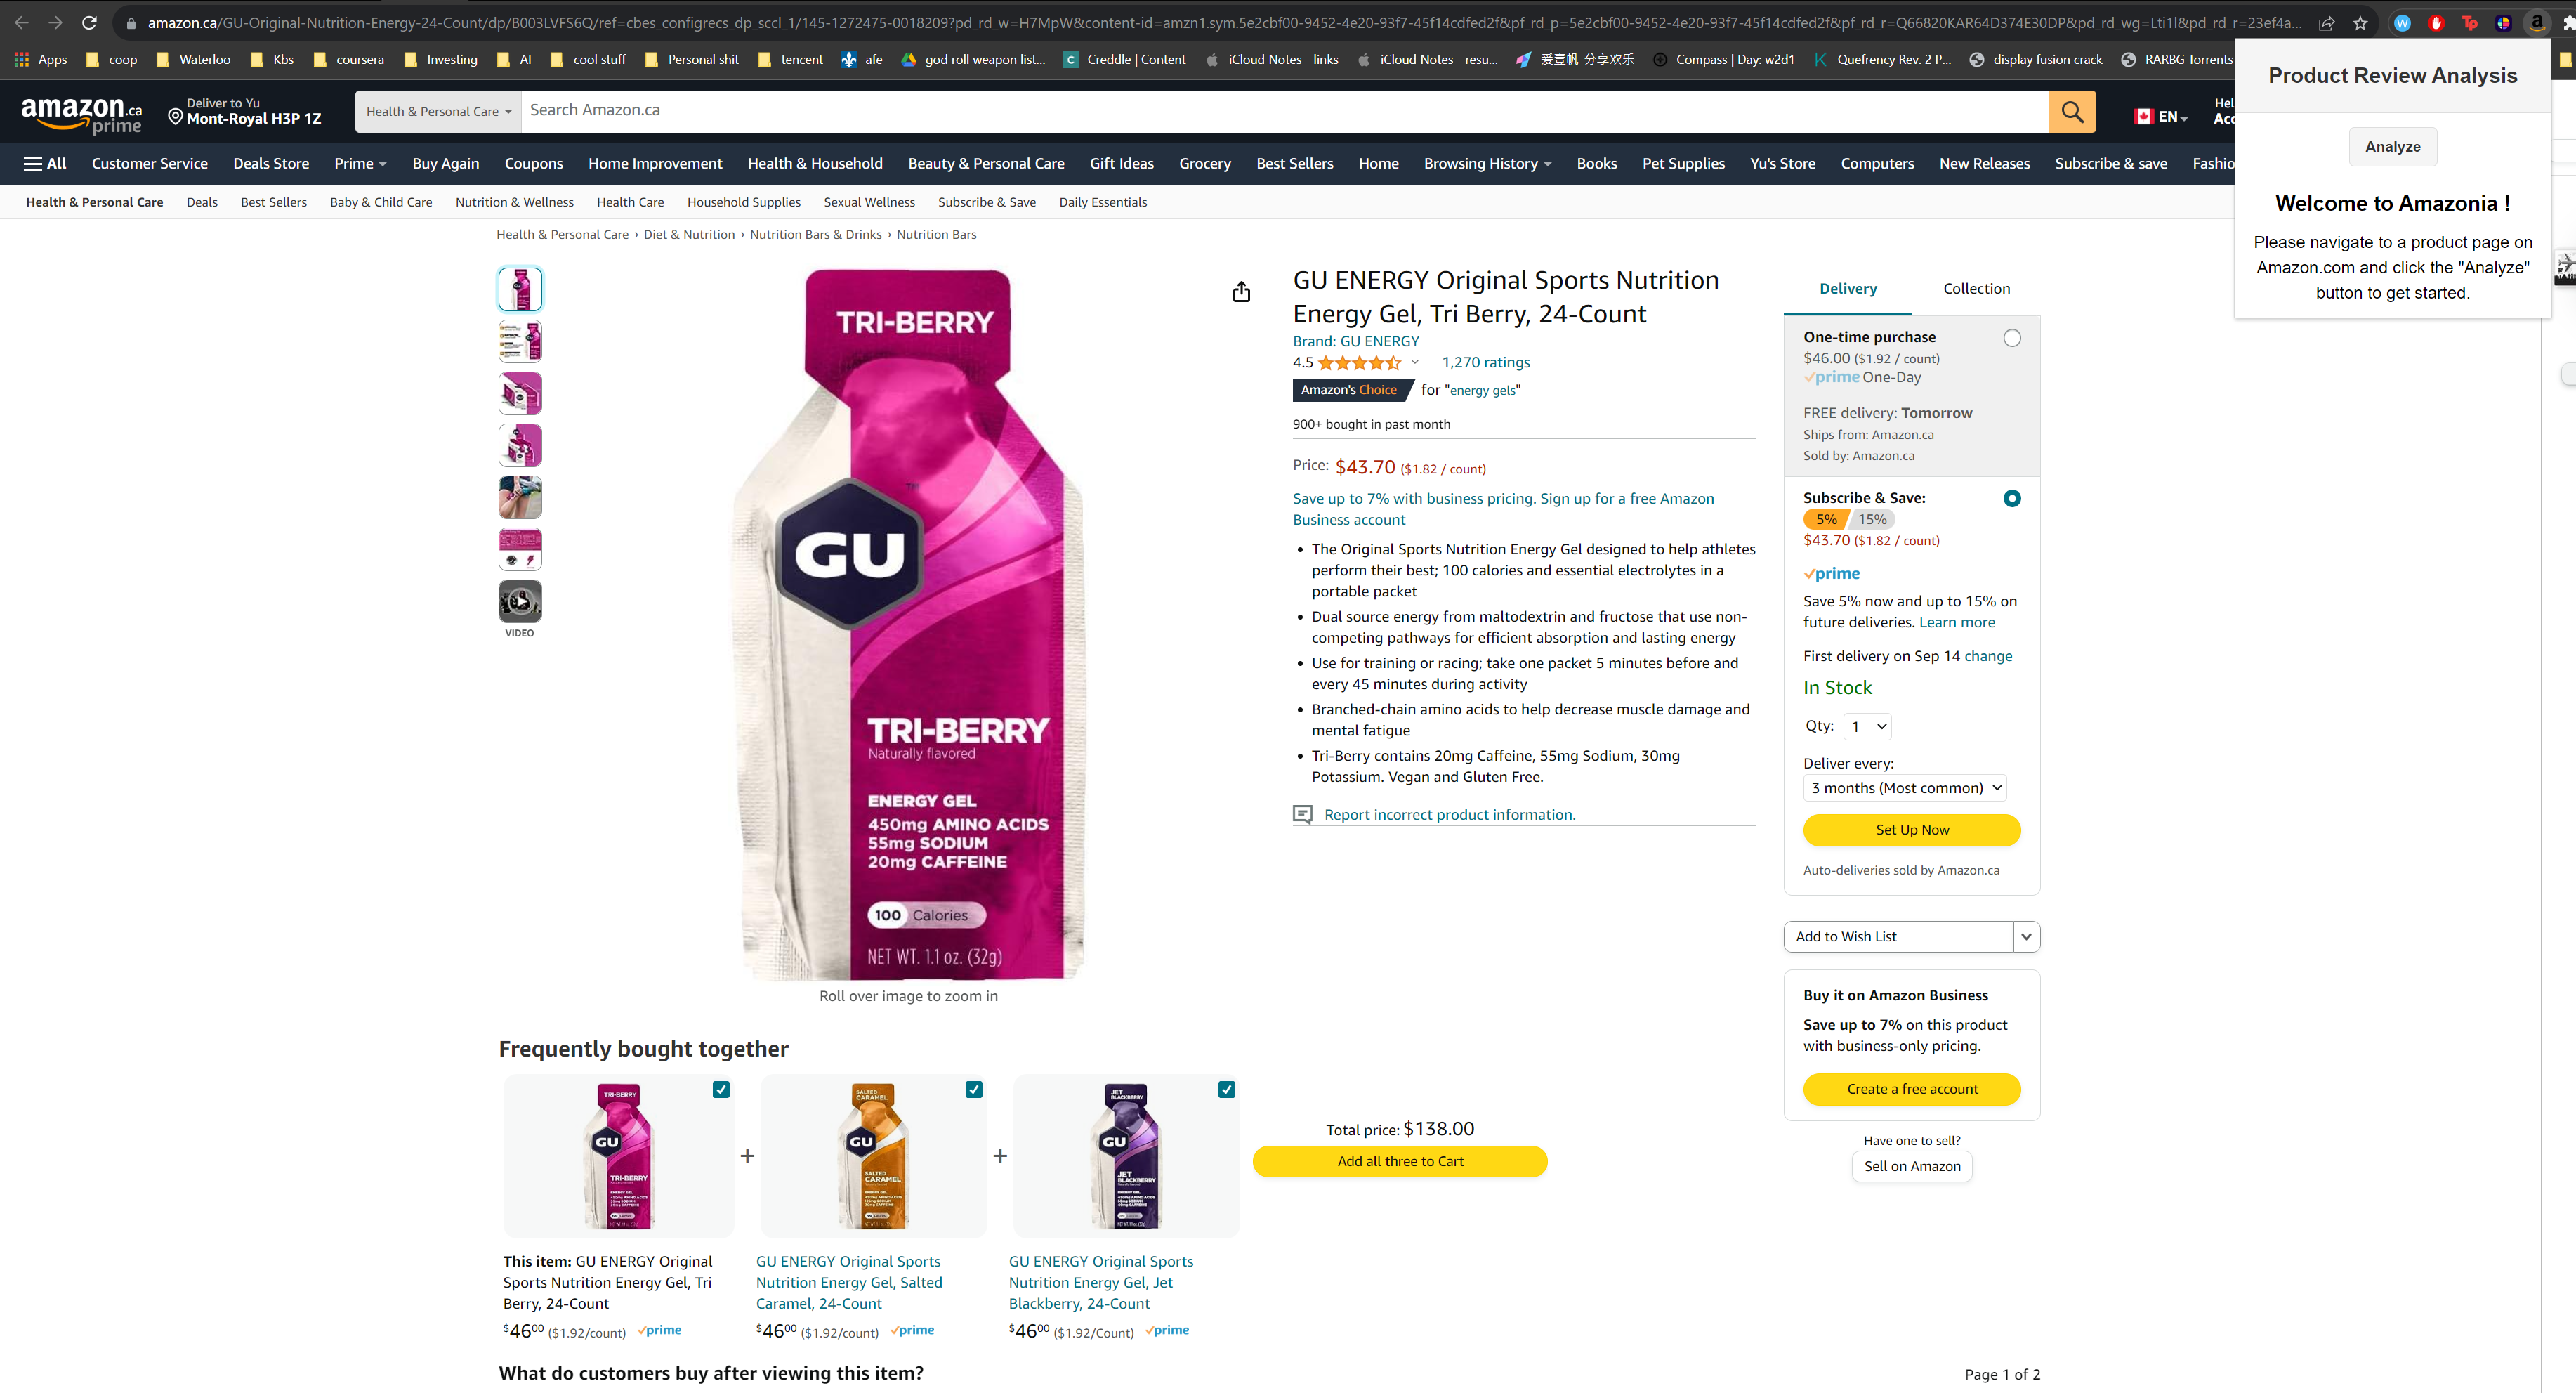 amazon.ca/GU-Original-Nutrition-Energy-24-Count/dp/B003LVFS6Q/ref=cbes_configrecs_dp_sccl_1/145-1272475-0018209?pd_rd_w=H7MpW&content-id=amzn1.sym.5e2cbf00-9452-4e20-93f7-45f14cdfed2f&pf_rd_p=5e2cbf00-9452-4e20-93f7-45f14cdfed2f&pf_rd_r=Q66820KAR64D374E30DP&pd_rd_wg=Lti1l&pd_rd_r=23ef4a...
Apps coop Waterloo Kbs coursera Investing AI cool stuff Personal shit tencent afe god roll weapon list... Creddle | Content iCloud Notes - links iCloud Notes - resu... 爱壹帆-分享欢乐 Compass | Day: w2d1 Quefrency Rev. 2 P... display fusion crack RARBG Torrents
Product Review Analysis
Analyze
Welcome to Amazonia !
Please navigate to a product page on
Amazon.com and click the "Analyze"
button to get started.
amazon.ca
prime
Deliver to Yu
Mont-Royal H3P 1Z
Health & Personal Care
Search Amazon.ca
EN
Hel
Acc
All Customer Service Deals Store Prime Buy Again Coupons Home Improvement Health & Household Beauty & Personal Care Gift Ideas Grocery Best Sellers Home Browsing History Books Pet Supplies Yu's Store Computers New Releases Subscribe & save Fashio
Health & Personal Care Deals Best Sellers Baby & Child Care Nutrition & Wellness Health Care Household Supplies Sexual Wellness Subscribe & Save Daily Essentials
Health & Personal Care › Diet & Nutrition › Nutrition Bars & Drinks › Nutrition Bars
VIDEO
TRI-BERRY
™
GU
TRI-BERRY
Naturally flavored
ENERGY GEL
450mg AMINO ACIDS
55mg SODIUM
20mg CAFFEINE
100 Calories
NET WT. 1.1 oz. (32g)
Roll over image to zoom in
GU ENERGY Original Sports Nutrition
Energy Gel, Tri Berry, 24-Count
Brand: GU ENERGY
4.5 1,270 ratings
Amazon's Choice for "energy gels"
900+ bought in past month
Price: $43.70 ($1.82 / count)
Save up to 7% with business pricing. Sign up for a free Amazon
Business account
• The Original Sports Nutrition Energy Gel designed to help athletes
perform their best; 100 calories and essential electrolytes in a
portable packet
• Dual source energy from maltodextrin and fructose that use non-
competing pathways for efficient absorption and lasting energy
• Use for training or racing; take one packet 5 minutes before and
every 45 minutes during activity
• Branched-chain amino acids to help decrease muscle damage and
mental fatigue
• Tri-Berry contains 20mg Caffeine, 55mg Sodium, 30mg
Potassium. Vegan and Gluten Free.
Report incorrect product information.
Delivery Collection
One-time purchase
$46.00 ($1.92 / count)
prime One-Day
FREE delivery: Tomorrow
Ships from: Amazon.ca
Sold by: Amazon.ca
Subscribe & Save:
5% 15%
$43.70 ($1.82 / count)
prime
Save 5% now and up to 15% on
future deliveries. Learn more
First delivery on Sep 14 change
In Stock
Qty: 1
Deliver every:
3 months (Most common)
Set Up Now
Auto-deliveries sold by Amazon.ca
Add to Wish List
Buy it on Amazon Business
Save up to 7% on this product
with business-only pricing.
Create a free account
Have one to sell?
Sell on Amazon
Frequently bought together
TRI-BERRY
GU
TRI-BERRY
SALTED
CARAMEL
GU
SALTED
CARAMEL
JET
BLACKBERRY
GU
JET
BLACKBERRY
+
+
Total price: $138.00
Add all three to Cart
This item: GU ENERGY Original
Sports Nutrition Energy Gel, Tri
Berry, 24-Count
$46⁰⁰ ($1.92/count) prime
GU ENERGY Original Sports
Nutrition Energy Gel, Salted
Caramel, 24-Count
$46⁰⁰ ($1.92/count) prime
GU ENERGY Original Sports
Nutrition Energy Gel, Jet
Blackberry, 24-Count
$46⁰⁰ ($1.92/Count) prime
What do customers buy after viewing this item?
Page 1 of 2